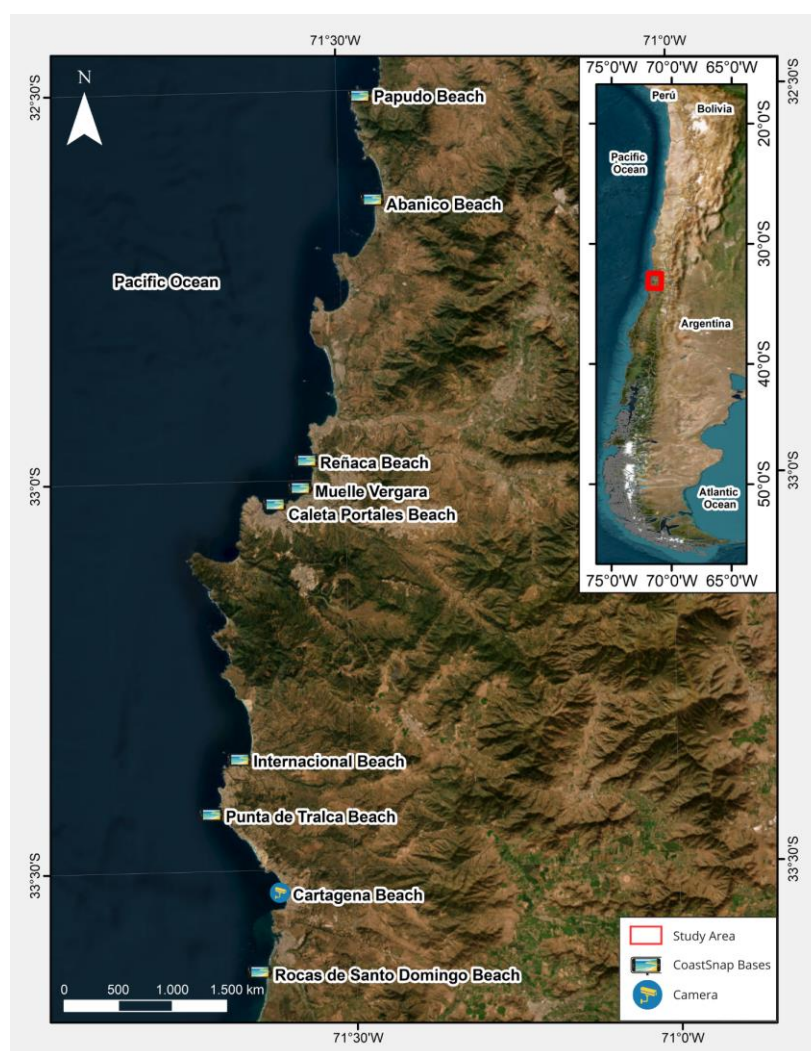 71°30'W
71°0'W
32°30'S
32°30'S
N
Papudo Beach
Abanico Beach
Pacific Ocean
Reñaca Beach
Muelle Vergara
Caleta Portales Beach
33°0'S
33°0'S
Internacional Beach
Punta de Tralca Beach
Cartagena Beach
Rocas de Santo Domingo Beach
33°30'S
33°30'S
0 500 1.000 1.500 km
71°30'W
71°0'W
75°0'W 70°0'W 65°0'W
Perú
Bolivia
Pacific
Ocean
20°0'S
30°0'S
Argentina
40°0'S
Atlantic
Ocean
50°0'S
75°0'W 70°0'W 65°0'W
Study Area
CoastSnap Bases
Camera